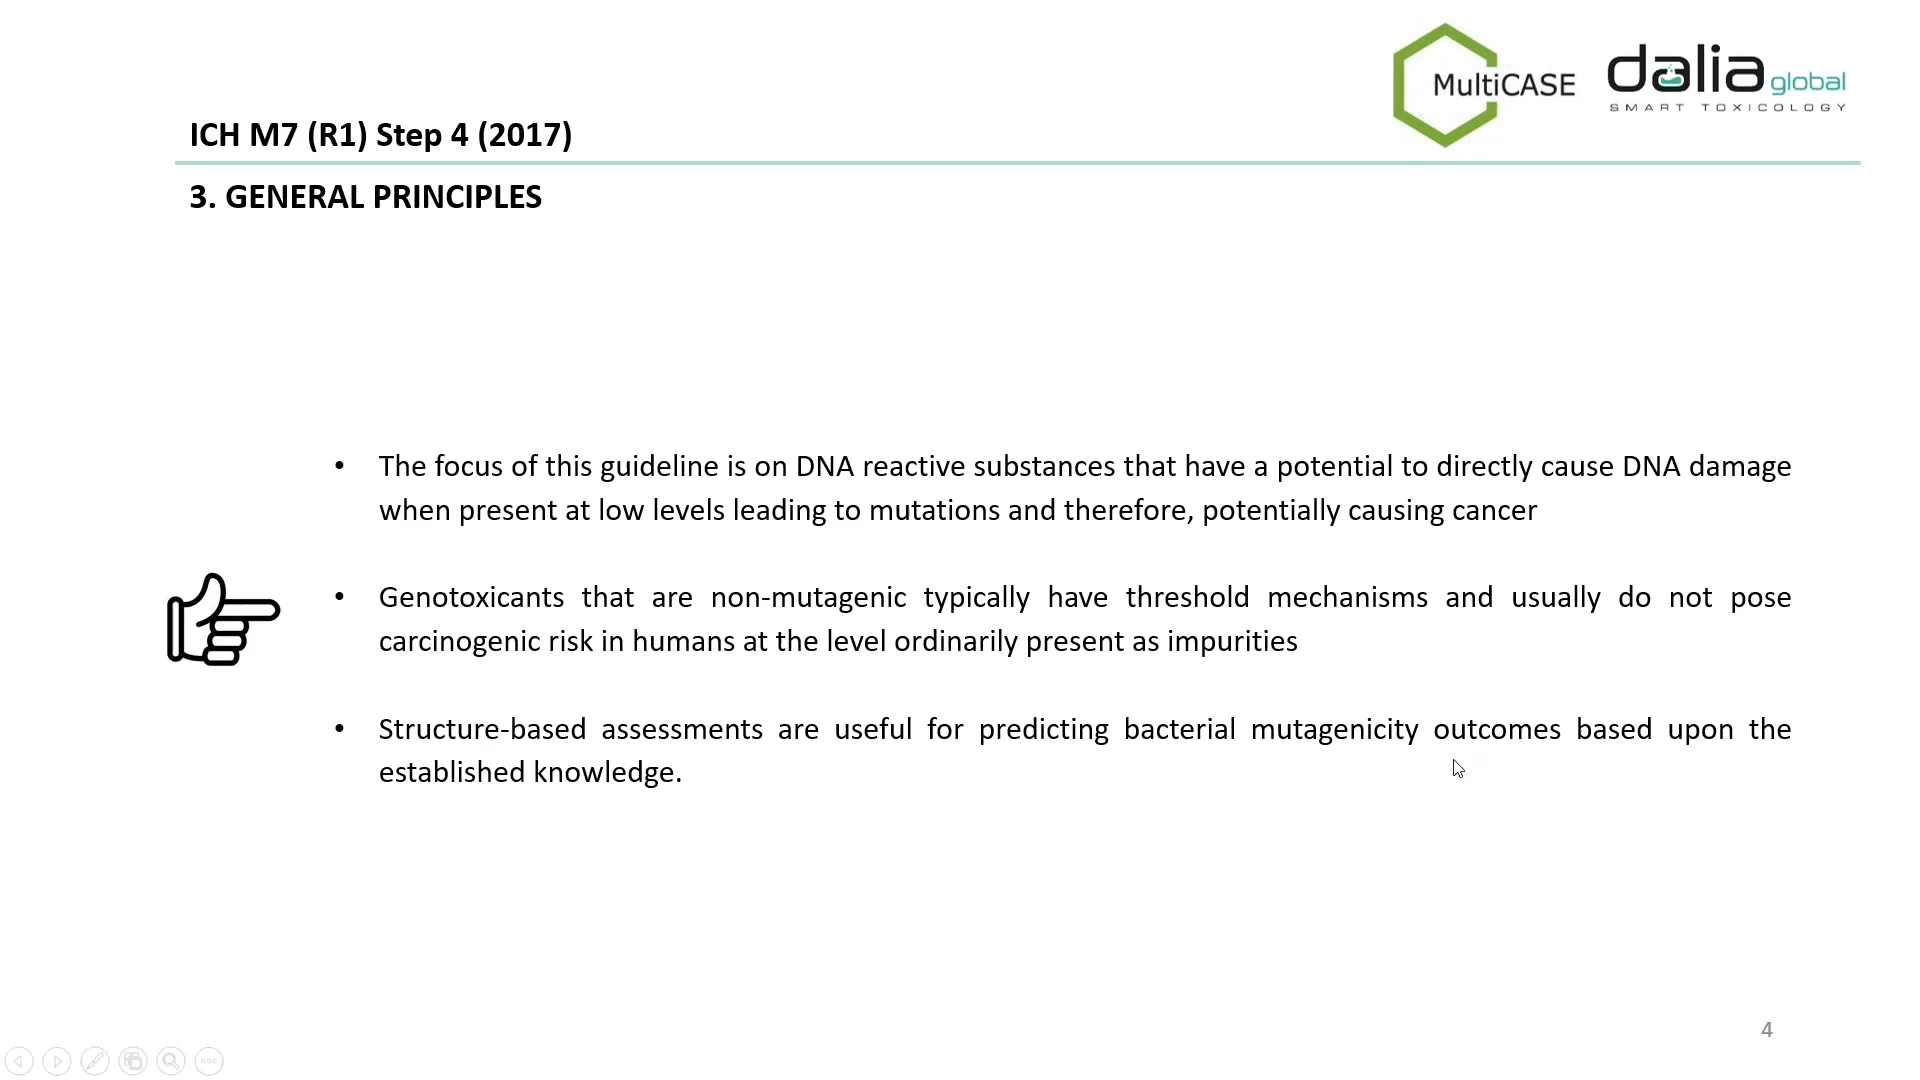 MultiCASE
dalia global
SMART TOXICOLOGY
ICH M7 (R1) Step 4 (2017)
3. GENERAL PRINCIPLES
• The focus of this guideline is on DNA reactive substances that have a potential to directly cause DNA damage
when present at low levels leading to mutations and therefore, potentially causing cancer
• Genotoxicants that are non-mutagenic typically have threshold mechanisms and usually do not pose
carcinogenic risk in humans at the level ordinarily present as impurities
• Structure-based assessments are useful for predicting bacterial mutagenicity outcomes based upon the
established knowledge.
4